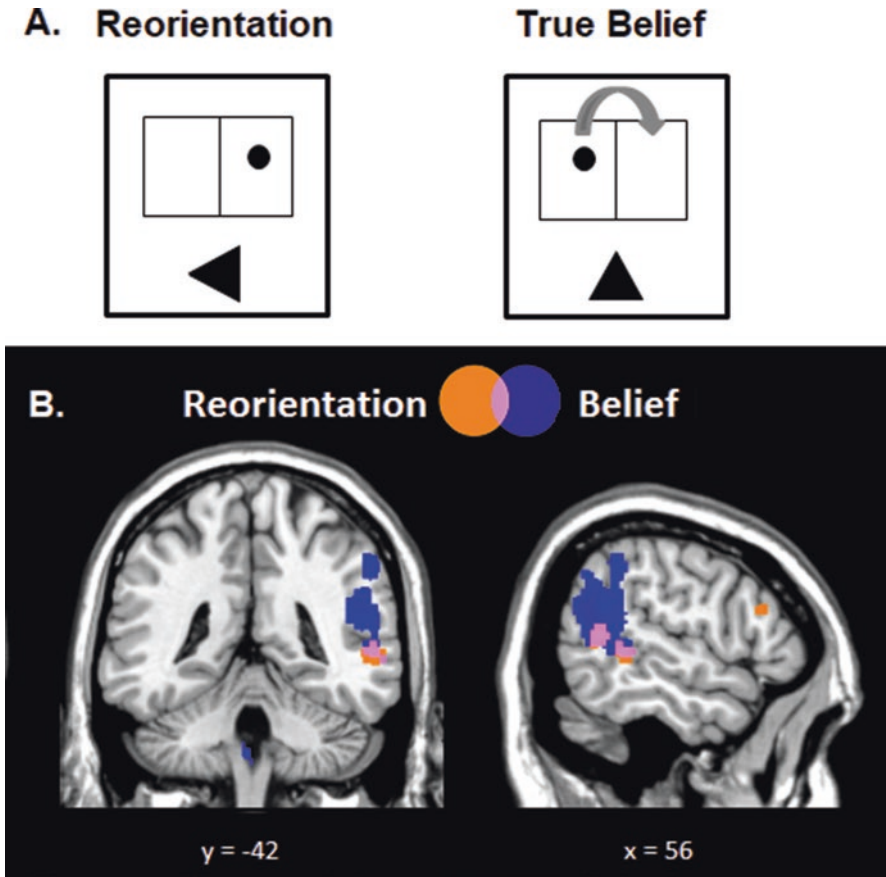 A. Reorientation
True Belief
B.
Reorientation
Belief
y = -42
x = 56